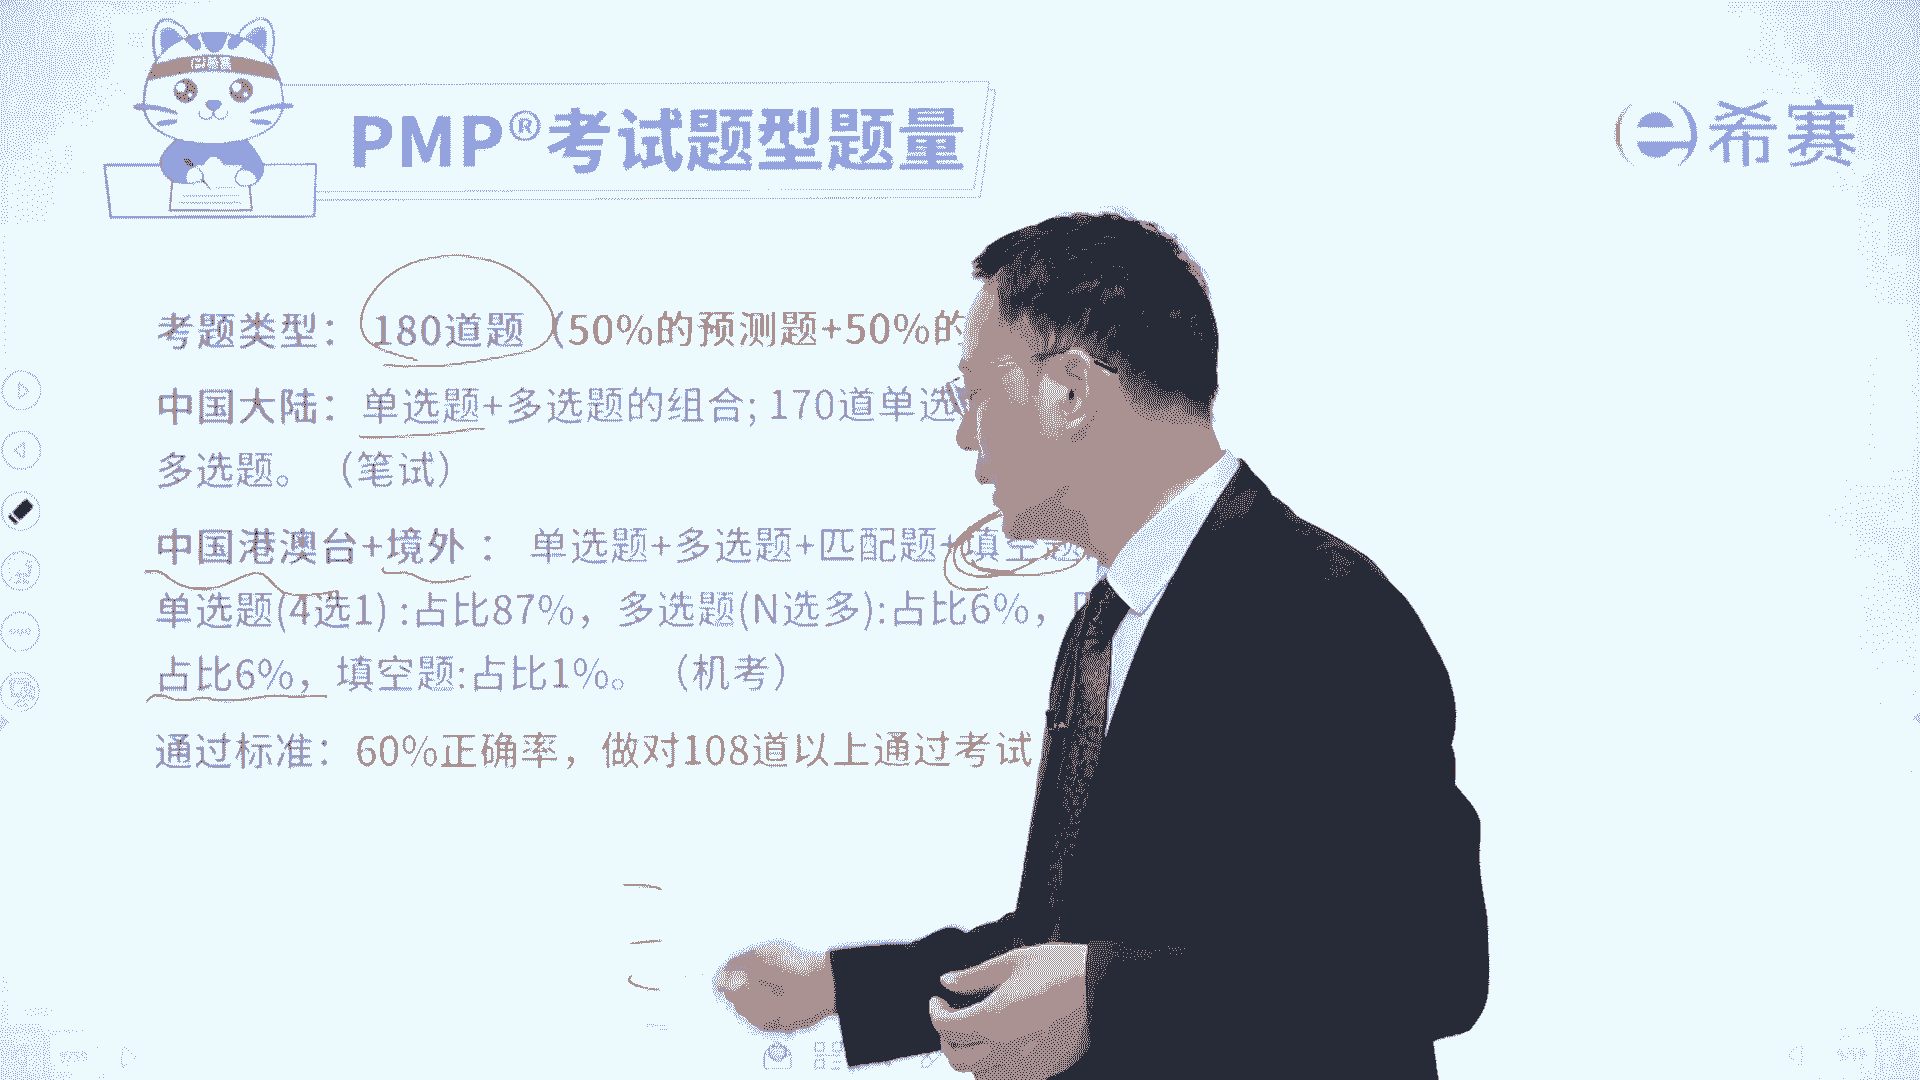 PMP®考试题型题量
希赛
考题类型：180道题（50%的预测题+50%的
中国大陆：单选题+多选题的组合; 170道单选
多选题。（笔试）
中国港澳台+境外： 单选题+多选题+匹配题+填空题
单选题(4选1) :占比87%，多选题(N选多):占比6%，
占比6%，填空题:占比1%。（机考）
通过标准：60%正确率，做对108道以上通过考试